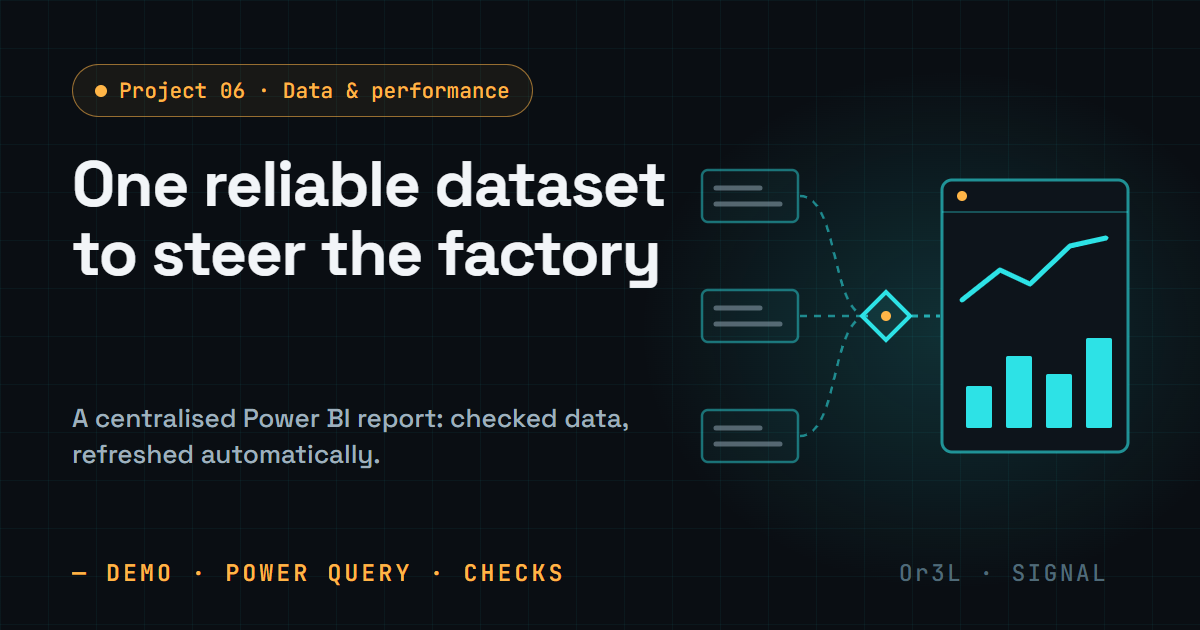 Project 06 · Data & performance
One reliable dataset
to steer the factory
A centralised Power BI report: checked data,
refreshed automatically.
— DEMO · POWER QUERY · CHECKS
Or3L · SIGNAL